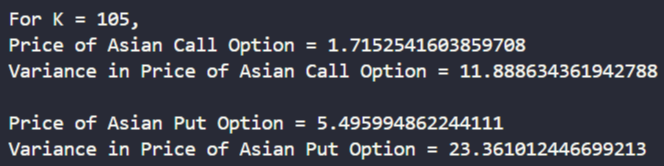 For K = 105,
Price of Asian Call Option = 1.7152541603859708
Variance in Price of Asian Call Option = 11.888634361942788
Price of Asian Put Option = 5.495994862244111
Variance in Price of Asian Put Option = 23.361012446699213